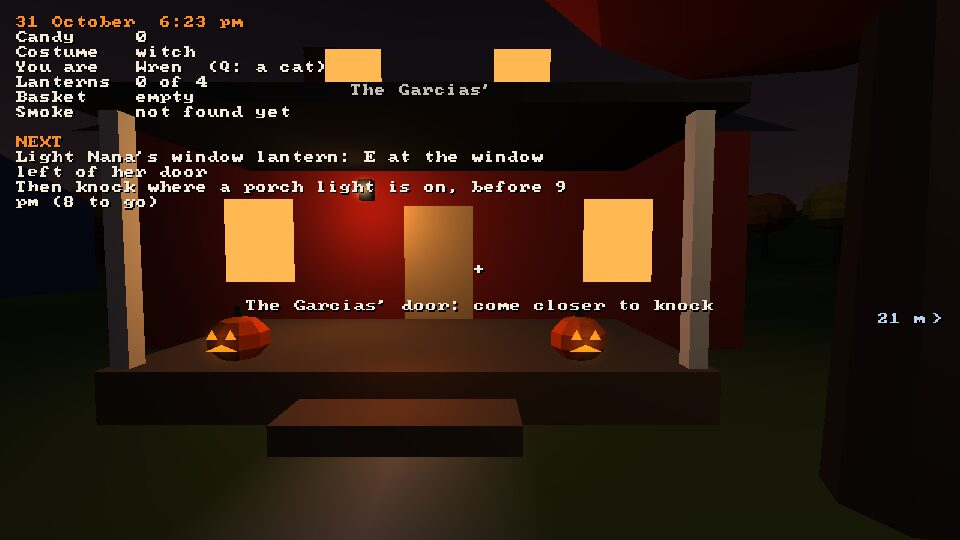 31 October  6:23 pm
Candy    0
Costume  witch
You are  Wren  (Q: a cat)
Lanterns 0 of 4
Basket   empty
Smoke    not found yet
The Garcias'
NEXT
Light Nana's window lantern: E at the window
left of her door
Then knock where a porch light is on, before 9
pm (8 to go)
The Garcias' door: come closer to knock
21 m >